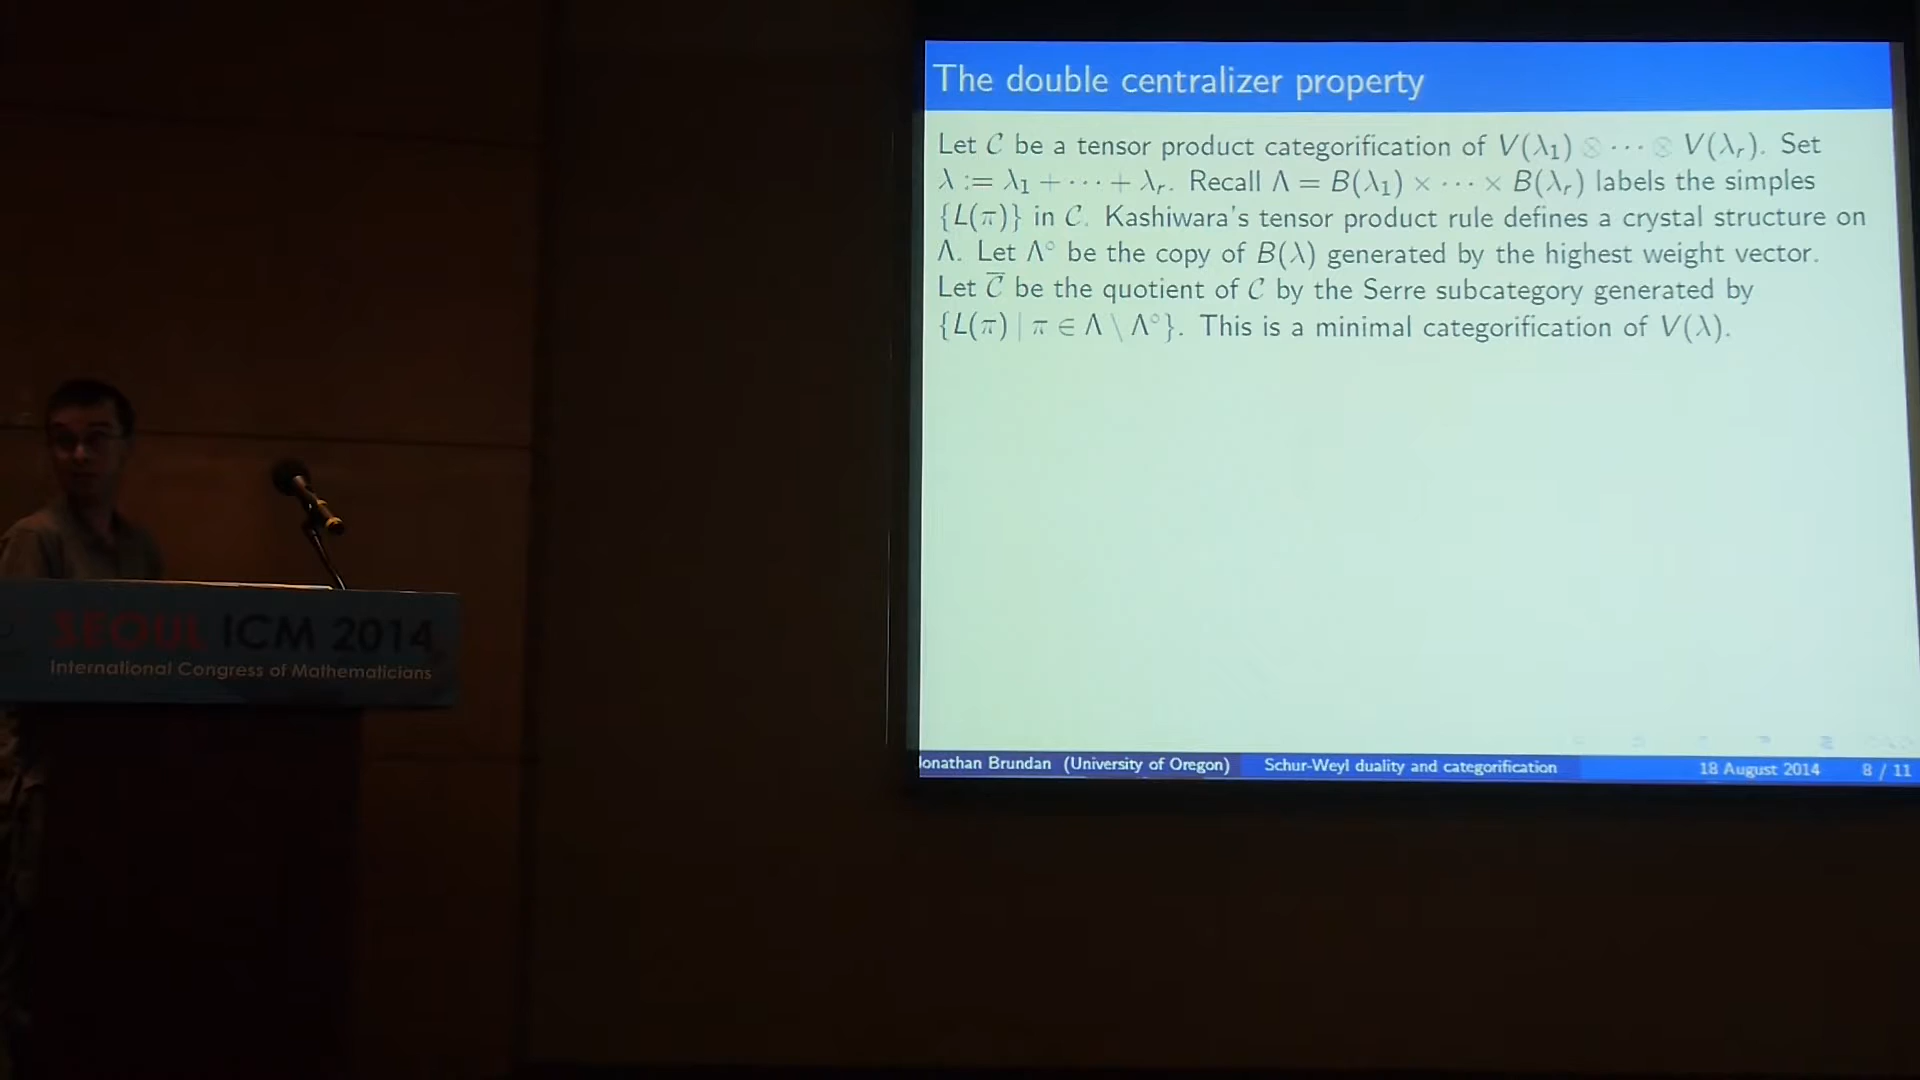 The double centralizer property
Let 𝒞 be a tensor product categorification of V(λ₁) ⊗ ··· ⊗ V(λᵣ). Set
λ := λ₁ + ··· + λᵣ. Recall Λ = B(λ₁) × ··· × B(λᵣ) labels the simples
{L(π)} in 𝒞. Kashiwara's tensor product rule defines a crystal structure on
Λ. Let Λ° be the copy of B(λ) generated by the highest weight vector.
Let 𝒞̅ be the quotient of 𝒞 by the Serre subcategory generated by
{L(π) | π ∈ Λ \ Λ°}. This is a minimal categorification of V(λ).
Jonathan Brundan (University of Oregon) Schur-Weyl duality and categorification 18 August 2014 8 / 11
SEOUL ICM 2014
International Congress of Mathematicians